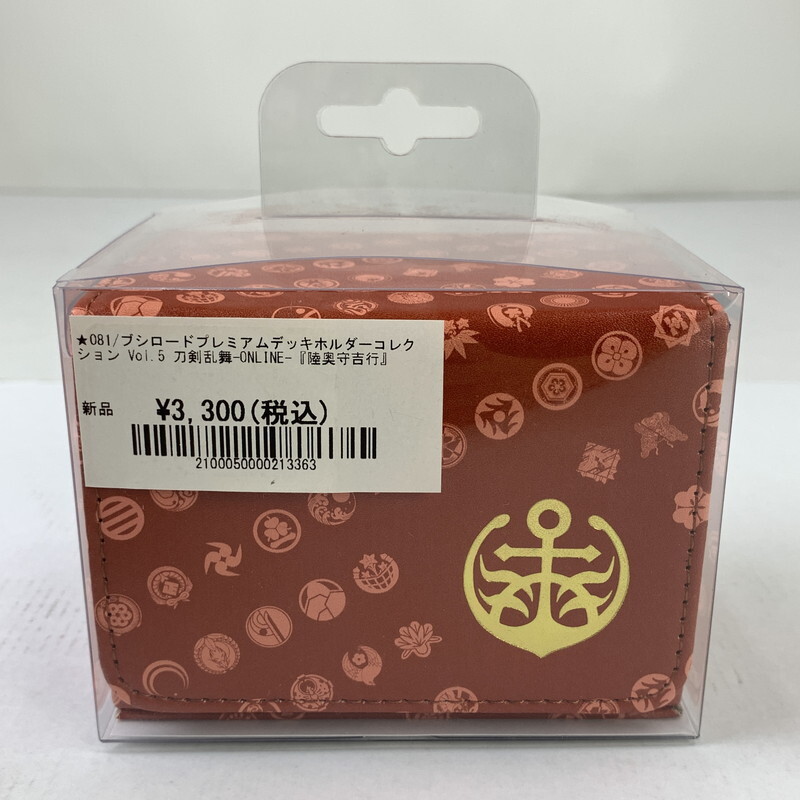 ★081/ブシロードプレミアムデッキホルダーコレク
ション Vol.5 刀剣乱舞-ONLINE-『陸奥守吉行』
新品 ¥3,300(税込)
2100050000213363